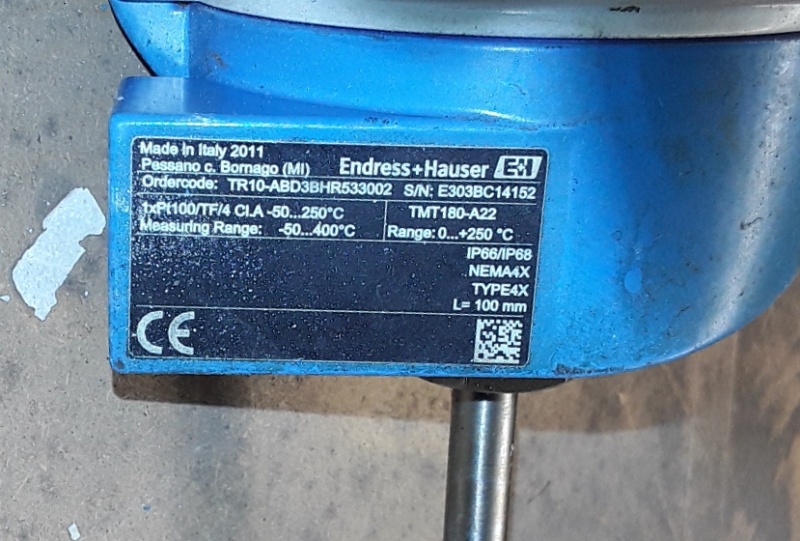 Made in Italy 2011
Pessano c. Bornago (MI) Endress+Hauser E+H
Ordercode: TR10-ABD3BHR533002 S/N: E303BC14152
1xPt100/TF/4 Cl.A -50...250°C TMT180-A22
Measuring Range: -50...400°C Range: 0...+250 °C
IP66/IP68
NEMA4X
TYPE4X
L= 100 mm
CE